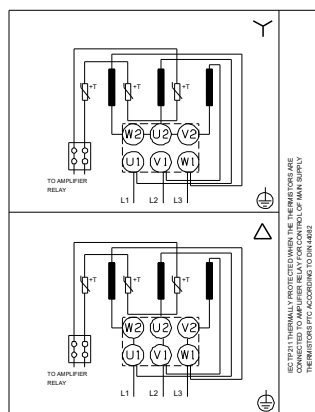 +T +T +T
W2 U2 V2
U1 V1 W1
TO AMPLIFIER
RELAY
L1 L2 L3
+T +T +T
W2 U2 V2
U1 V1 W1
TO AMPLIFIER
RELAY
L1 L2 L3
IEC TP 211 THERMALLY PROTECTED WHEN THE THERMISTORS ARE
CONNECTED TO AMPLIFIER RELAY FOR CONTROL OF MAIN SUPPLY
THERMISTORS PTC ACCORDING TO DIN 44082